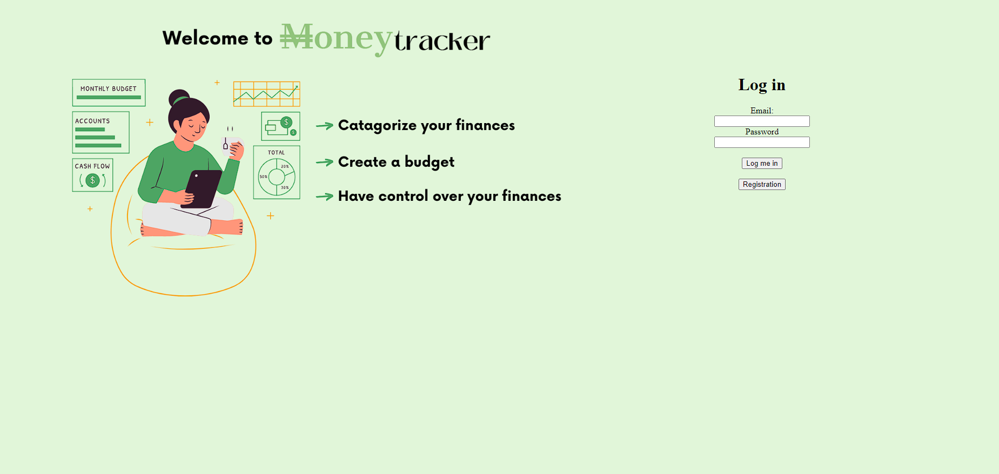 Welcome to Moneytracker
MONTHLY BUDGET
ACCOUNTS
CASH FLOW
$
$
$
TOTAL
20%
50%
30%
Catagorize your finances
Create a budget
Have control over your finances
Log in
Email:
Password
Log me in
Registration